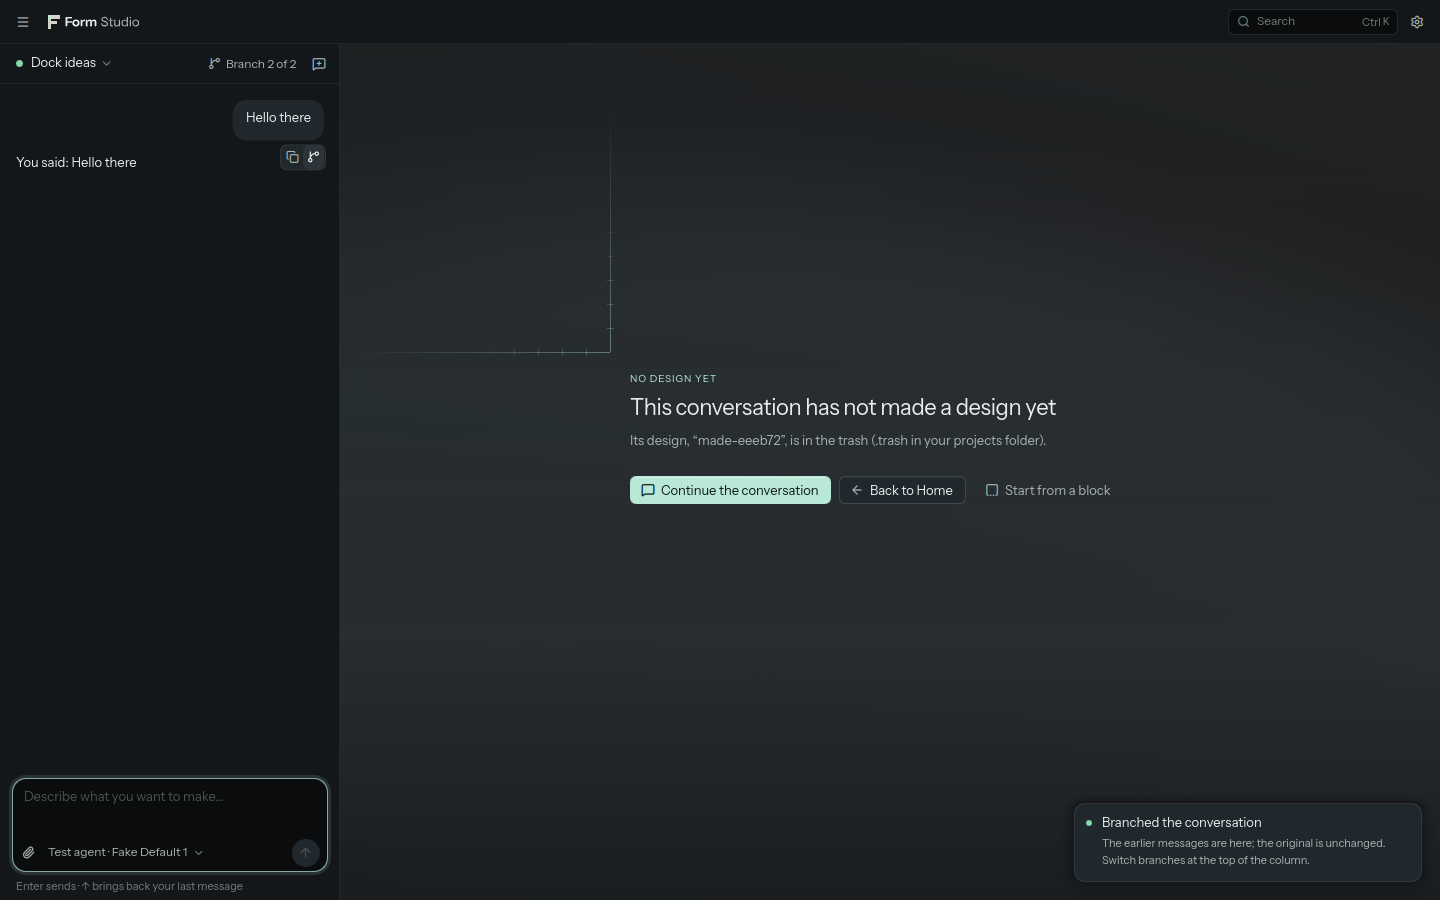 Form Studio
Search
Ctrl K
Dock ideas
Branch 2 of 2
Hello there
You said: Hello there
NO DESIGN YET
This conversation has not made a design yet
Its design, “made-eeeb72”, is in the trash (.trash in your projects folder).
Continue the conversation
Back to Home
Start from a block
Describe what you want to make...
Test agent · Fake Default 1
Enter sends · ↑ brings back your last message
Branched the conversation
The earlier messages are here; the original is unchanged.
Switch branches at the top of the column.